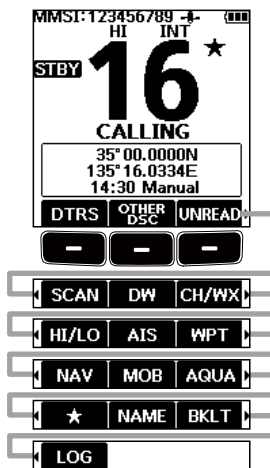 MMSI:123456789
HI INT
STBY 16 ★
CALLING
35°00.0000N
135°16.0334E
14:30 Manual
DTRS OTHER DSC UNREAD
SCAN DW CH/WX
HI/LO AIS WPT
NAV MOB AQUA
★ NAME BKLT
LOG